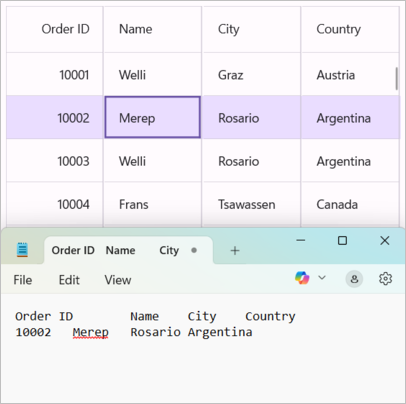 Order ID Name City Country
10001 Welli Graz Austria
10002 Merep Rosario Argentina
10003 Welli Rosario Argentina
10004 Frans Tsawassen Canada
Order ID Name City
File Edit View
Order ID Name City Country
10002 Merep Rosario Argentina